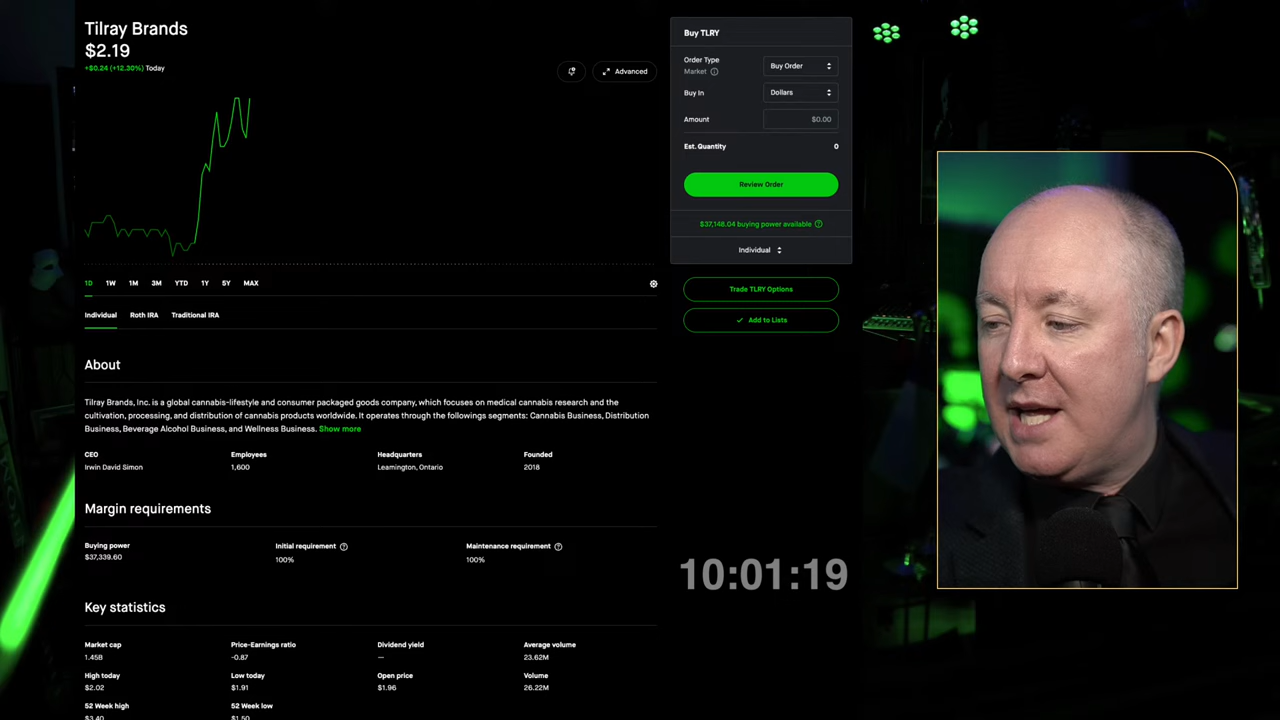 Tilray Brands
$2.19
+$0.24 (+12.30%) Today
Advanced
1D 1W 1M 3M YTD 1Y 5Y MAX
Individual Roth IRA Traditional IRA
About
Tilray Brands, Inc. is a global cannabis-lifestyle and consumer packaged goods company, which focuses on medical cannabis research and the
cultivation, processing, and distribution of cannabis products worldwide. It operates through the followings segments: Cannabis Business, Distribution
Business, Beverage Alcohol Business, and Wellness Business. Show more
CEO Employees Headquarters Founded
Irwin David Simon 1,600 Leamington, Ontario 2018
Margin requirements
Buying power Initial requirement Maintenance requirement
$37,339.60 100% 100%
Key statistics
Market cap Price-Earnings ratio Dividend yield Average volume
1.45B -0.87 — 23.62M
High today Low today Open price Volume
$2.02 $1.91 $1.96 26.22M
52 Week high 52 Week low
$3.40 $1.50
Buy TLRY
Order Type Buy Order
Market
Buy In Dollars
Amount $0.00
Est. Quantity 0
Review Order
$37,146.04 buying power available
Individual
Trade TLRY Options
Add to Lists
10:01:19